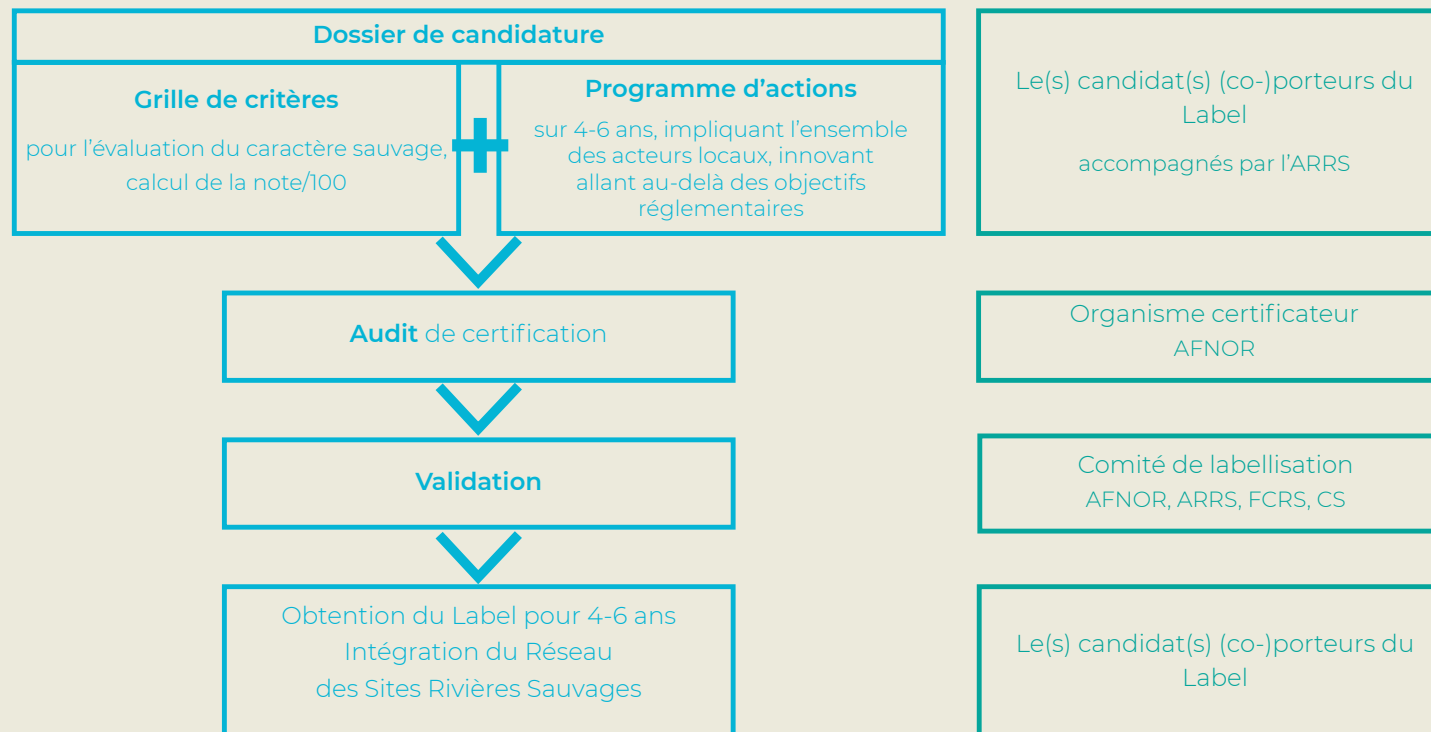 Dossier de candidature
Grille de critères
pour l’évaluation du caractère sauvage,
calcul de la note/100
Programme d’actions
sur 4-6 ans, impliquant l’ensemble
des acteurs locaux, innovant
allant au-delà des objectifs
réglementaires
Le(s) candidat(s) (co-)porteurs du
Label
accompagnés par l’ARRS
Audit de certification
Organisme certificateur
AFNOR
Validation
Comité de labellisation
AFNOR, ARRS, FCRS, CS
Obtention du Label pour 4-6 ans
Intégration du Réseau
des Sites Rivières Sauvages
Le(s) candidat(s) (co-)porteurs du
Label